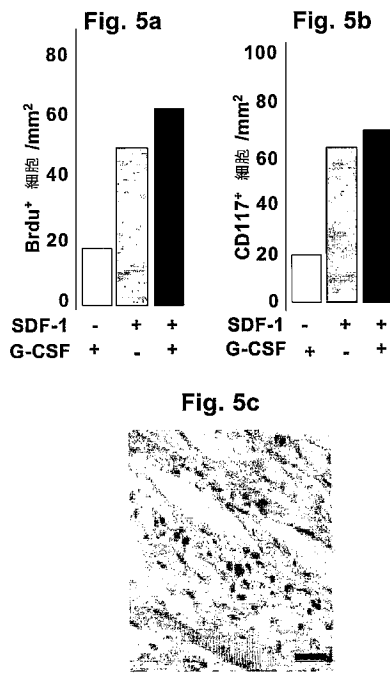 Fig. 5a
Brdu+ 細胞 /mm2
80
60
40
20
0
SDF-1 - + +
G-CSF + - +
Fig. 5b
CD117+ 細胞 /mm2
100
80
60
40
20
0
SDF-1 - + +
G-CSF + - +
Fig. 5c